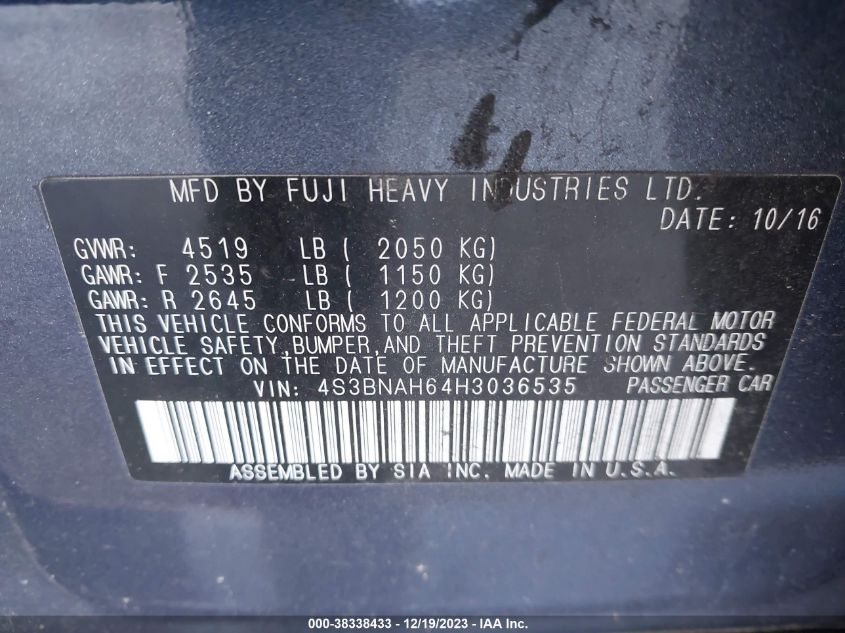 MFD BY FUJI HEAVY INDUSTRIES LTD.
DATE: 10/16
GVWR: 4519 LB ( 2050 KG)
GAWR: F 2535 LB ( 1150 KG)
GAWR: R 2645 LB ( 1200 KG)
THIS VEHICLE CONFORMS TO ALL APPLICABLE FEDERAL MOTOR
VEHICLE SAFETY,BUMPER,AND THEFT PREVENTION STANDARDS
IN EFFECT ON THE DATE OF MANUFACTURE SHOWN ABOVE.
VIN: 4S3BNAH64H3036535 PASSENGER CAR
ASSEMBLED BY SIA INC. MADE IN U.S.A.
000-38338433 - 12/19/2023 - IAA Inc.